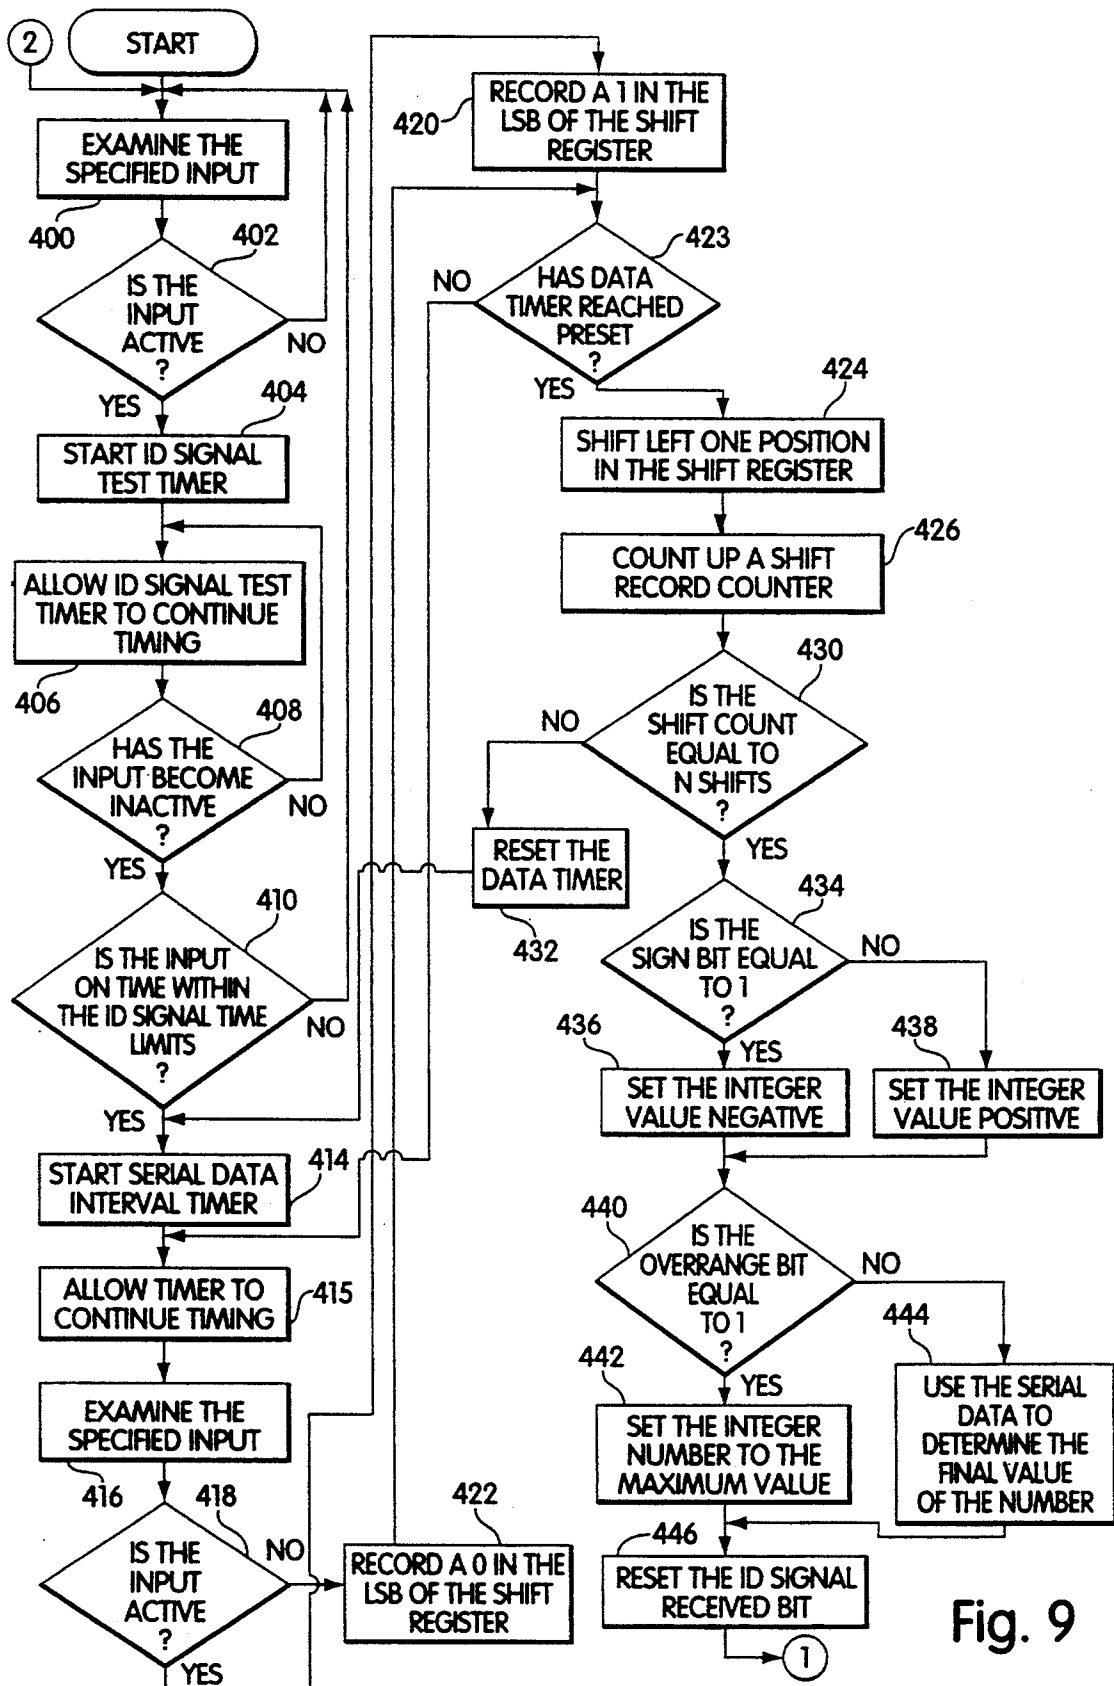 2
START
EXAMINE THE
SPECIFIED INPUT
400
402
IS THE
INPUT
ACTIVE
?
NO
YES
404
START ID SIGNAL
TEST TIMER
ALLOW ID SIGNAL TEST
TIMER TO CONTINUE
TIMING
406
408
HAS THE
INPUT BECOME
INACTIVE
?
NO
YES
410
IS THE INPUT
ON TIME WITHIN
THE ID SIGNAL TIME
LIMITS
?
NO
YES
START SERIAL DATA
INTERVAL TIMER
414
ALLOW TIMER TO
CONTINUE TIMING
415
EXAMINE THE
SPECIFIED INPUT
416
418
IS THE
INPUT
ACTIVE
?
NO
YES
422
RECORD A 0 IN THE
LSB OF THE SHIFT
REGISTER
420
RECORD A 1 IN THE
LSB OF THE SHIFT
REGISTER
423
HAS DATA
TIMER REACHED
PRESET
?
NO
YES
424
SHIFT LEFT ONE POSITION
IN THE SHIFT REGISTER
426
COUNT UP A SHIFT
RECORD COUNTER
430
IS THE
SHIFT COUNT
EQUAL TO
N SHIFTS
?
NO
YES
RESET THE
DATA TIMER
432
434
IS THE
SIGN BIT EQUAL
TO 1
?
NO
YES
436
SET THE INTEGER
VALUE NEGATIVE
438
SET THE INTEGER
VALUE POSITIVE
440
IS THE
OVERRANGE BIT
EQUAL
TO 1
?
NO
YES
442
SET THE INTEGER
NUMBER TO THE
MAXIMUM VALUE
444
USE THE SERIAL
DATA TO
DETERMINE THE
FINAL VALUE
OF THE NUMBER
446
RESET THE ID SIGNAL
RECEIVED BIT
1
Fig. 9